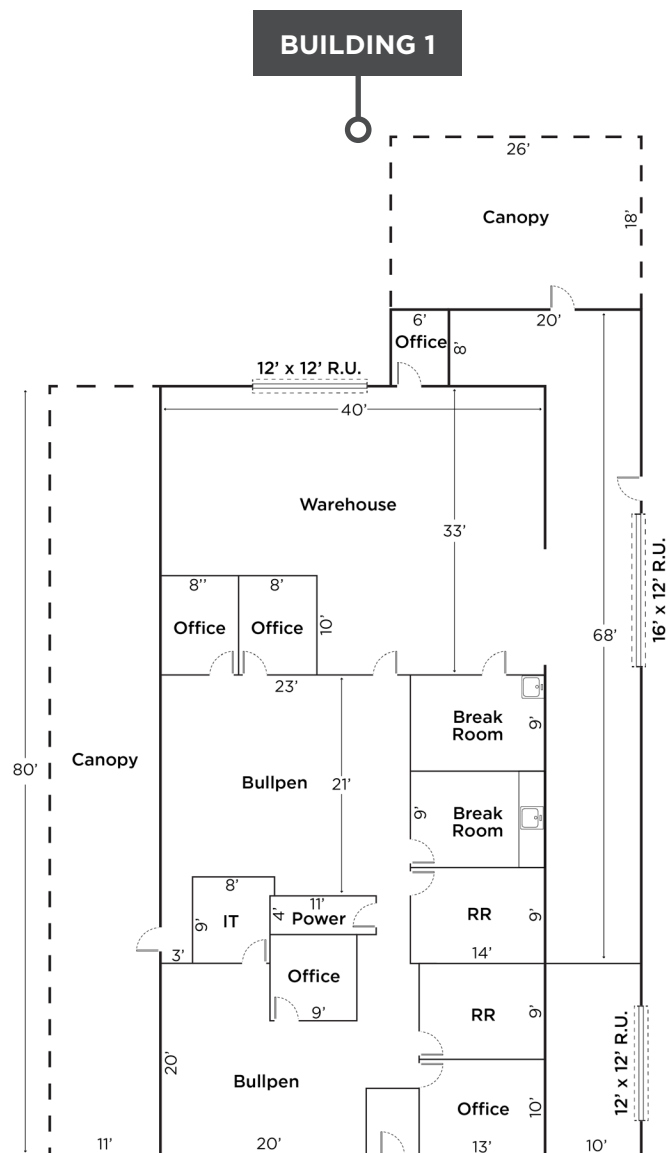 BUILDING 1
26'
Canopy
18'
6'
20'
Office
8'
12' x 12' R.U.
40'
Warehouse
33'
16' x 12' R.U.
8''
8'
Office
Office
10'
68'
23'
Break
Room
9'
Canopy
80'
Bullpen
21'
9'
Break
Room
8'
11'
9'
IT
4'
Power
RR
9'
3'
14'
Office
9'
RR
9'
12' x 12' R.U.
20'
Bullpen
Office
10'
11'
20'
13'
10'